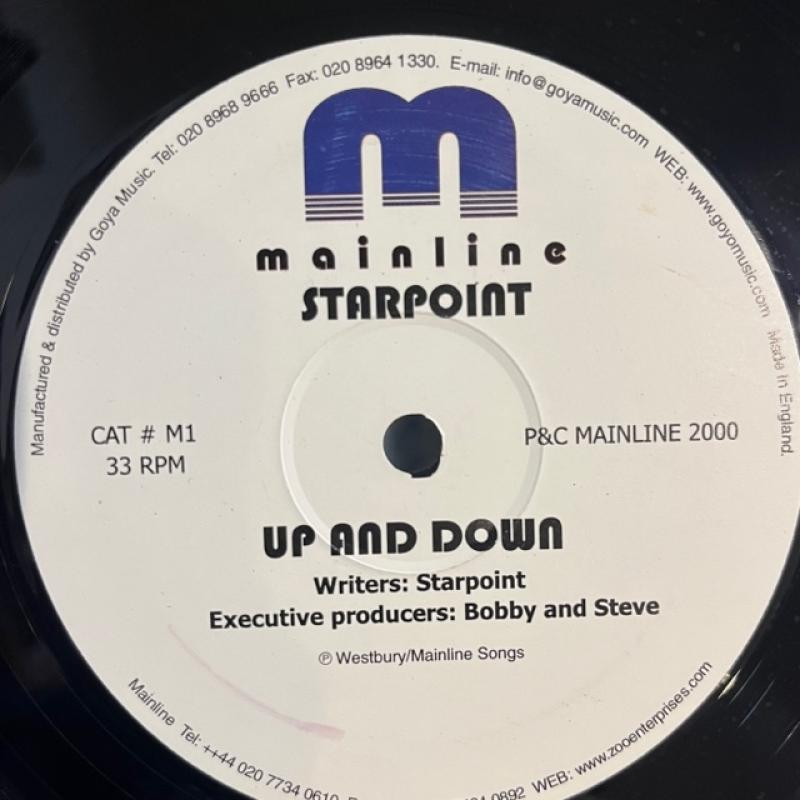 Manufactured & distributed by Goya Music. Tel: 020 8968 9666 Fax: 020 8964 1330. E-mail: info@goyamusic.com WEB: www.goyomusic.com Made in England.
m
mainline
STARPOINT
CAT # M1
33 RPM
P&C MAINLINE 2000
UP AND DOWN
Writers: Starpoint
Executive producers: Bobby and Steve
℗ Westbury/Mainline Songs
Mainline Tel: ++44 020 7734 0610 0892 WEB: www.zooenterprises.com